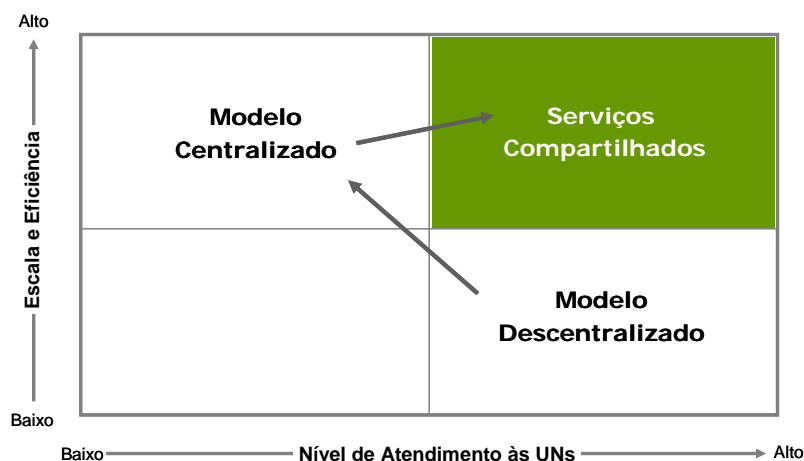 Alto
Modelo
Centralizado
Serviços
Compartilhados
Escala e Eficiência
Modelo
Descentralizado
Baixo
Baixo
Nível de Atendimento às UNs
Alto